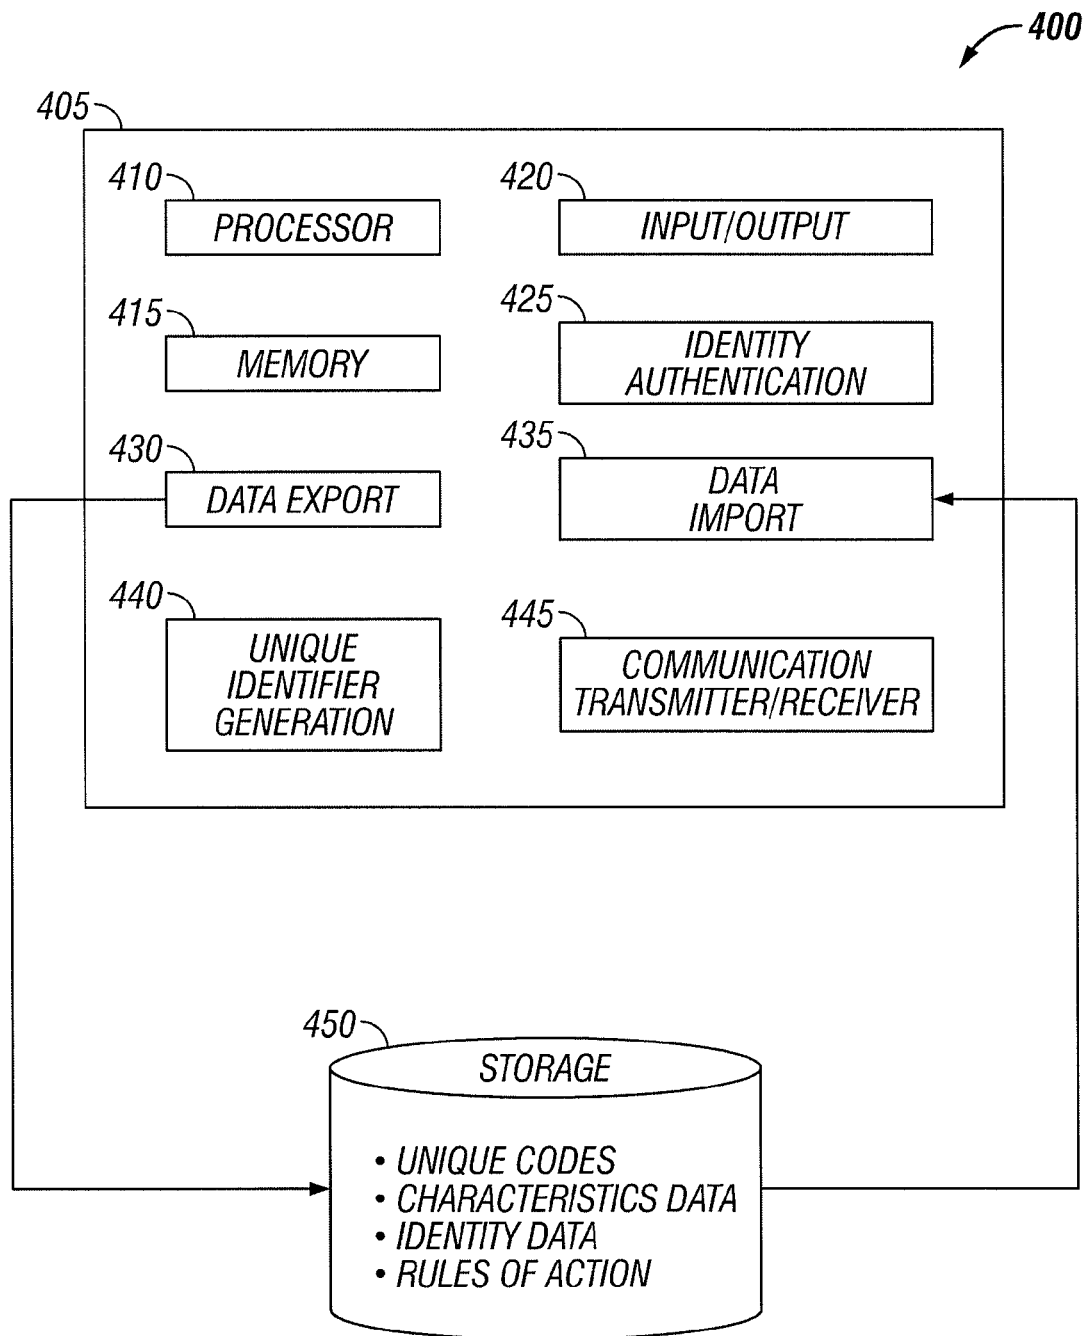 400
405
410
PROCESSOR
420
INPUT/OUTPUT
415
MEMORY
425
IDENTITY
AUTHENTICATION
430
DATA EXPORT
435
DATA
IMPORT
440
UNIQUE
IDENTIFIER
GENERATION
445
COMMUNICATION
TRANSMITTER/RECEIVER
450
STORAGE
• UNIQUE CODES
• CHARACTERISTICS DATA
• IDENTITY DATA
• RULES OF ACTION